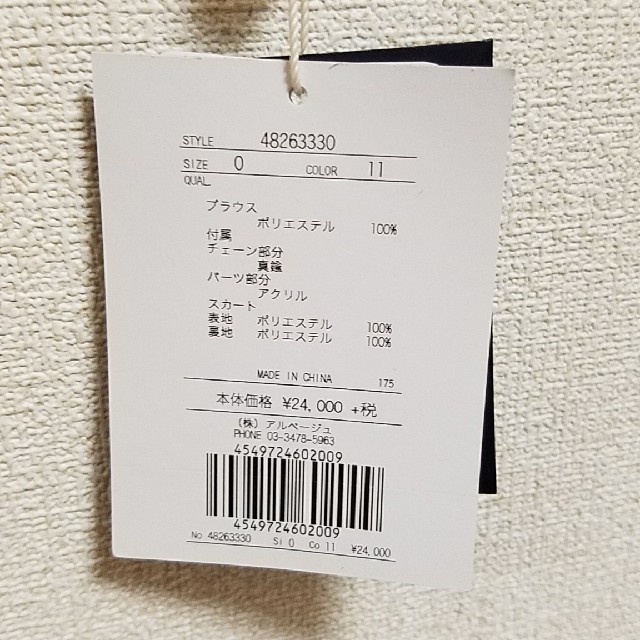 STYLE 48263330
SIZE 0 COLOR 11
QUAL.
ブラウス
ポリエステル 100%
付属
チェーン部分
真鍮
パーツ部分
アクリル
スカート
表地 ポリエステル 100%
裏地 ポリエステル 100%
MADE IN CHINA 175
本体価格 ¥24,000 +税
(株) アルページュ
PHONE 03-3478-5963
4549724602009
4549724602009
No 48263330 Si 0 Co 11 ¥24,000